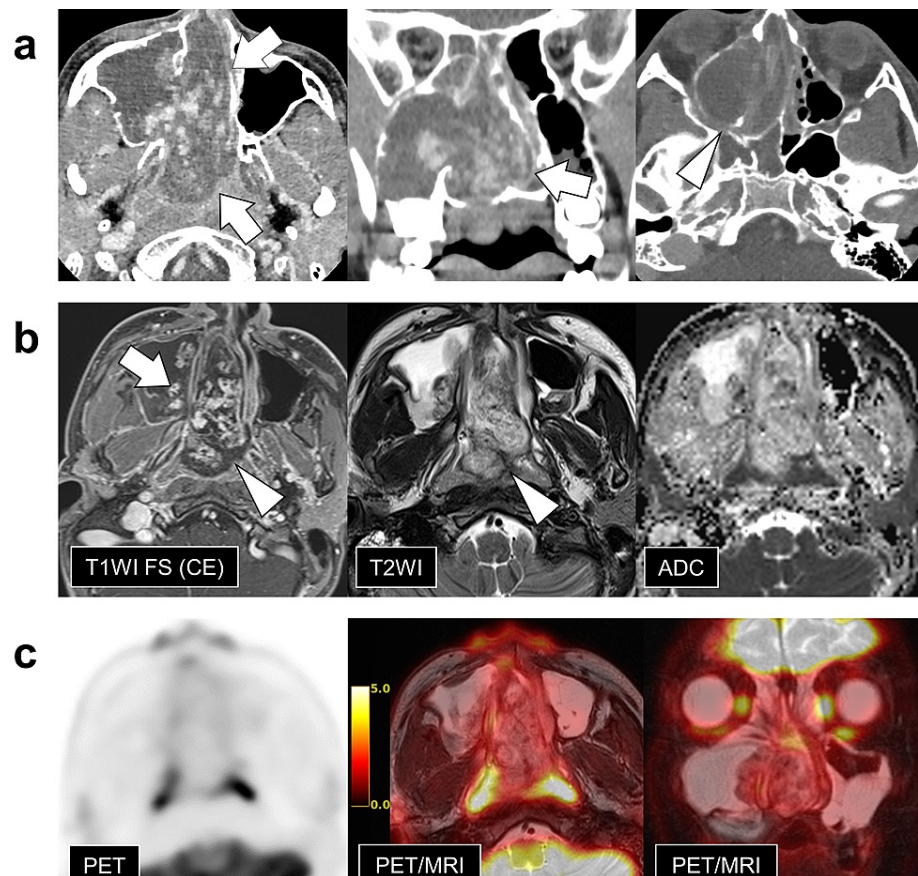 a
b
T1WI FS (CE)
T2WI
ADC
c
5.0
0.0
PET
PET/MRI
PET/MRI